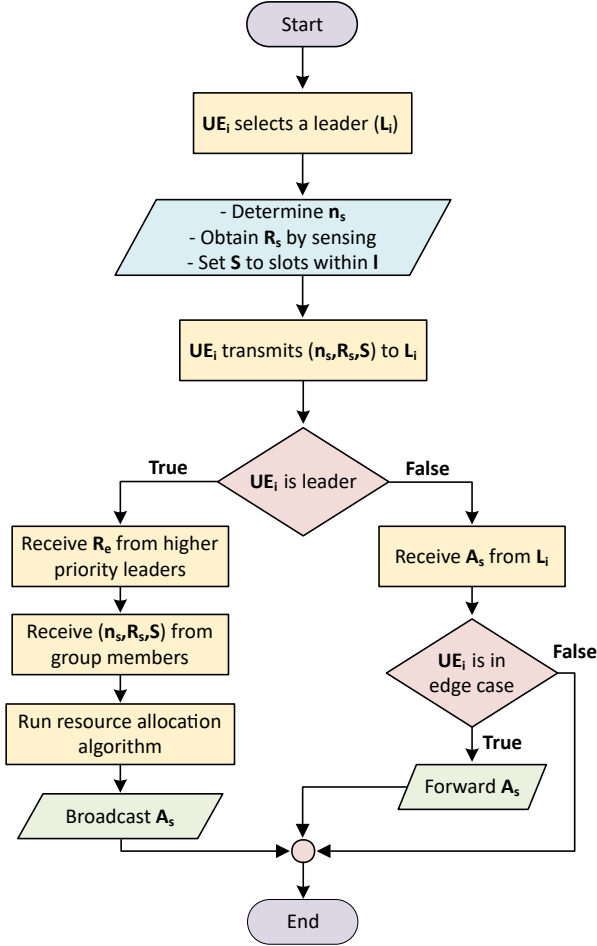 Start
UEi selects a leader (Li)
- Determine ns
- Obtain Rs by sensing
- Set S to slots within l
UEi transmits (ns,Rs,S) to Li
True
UEi is leader
False
Receive Re from higher
priority leaders
Receive As from Li
Receive (ns,Rs,S) from
group members
UEi is in
edge case
False
Run resource allocation
algorithm
True
Broadcast As
Forward As
End